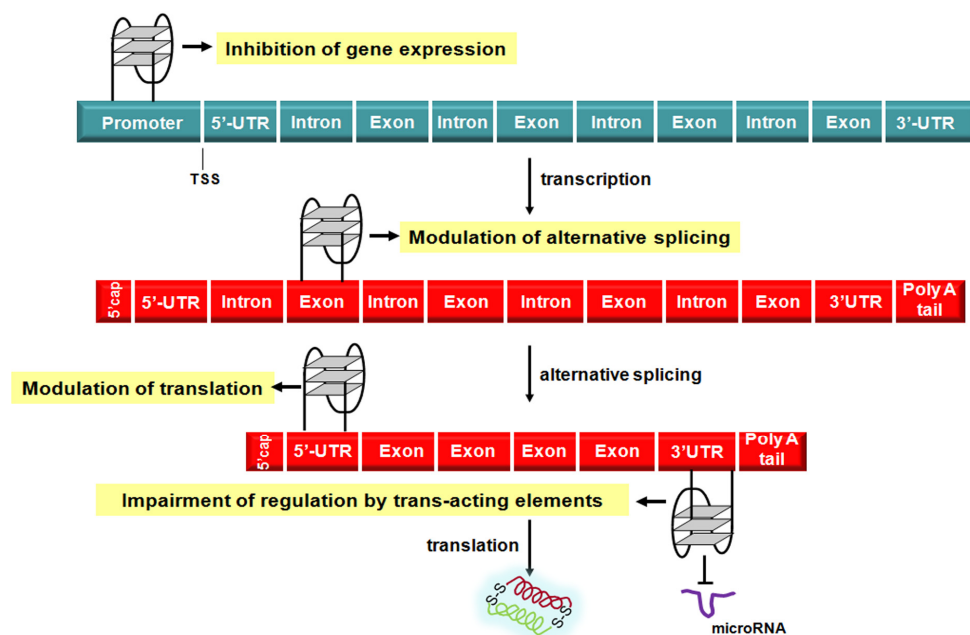 Inhibition of gene expression
Promoter 5’-UTR Intron Exon Intron Exon Intron Exon Intron Exon 3’-UTR
TSS
transcription
Modulation of alternative splicing
5’cap 5’-UTR Intron Exon Intron Exon Intron Exon Intron Exon 3’UTR Poly A
tail
alternative splicing
Modulation of translation
5’cap 5’-UTR Exon Exon Exon Exon 3’UTR Poly A
tail
Impairment of regulation by trans-acting elements
translation
S-S
S-S
microRNA